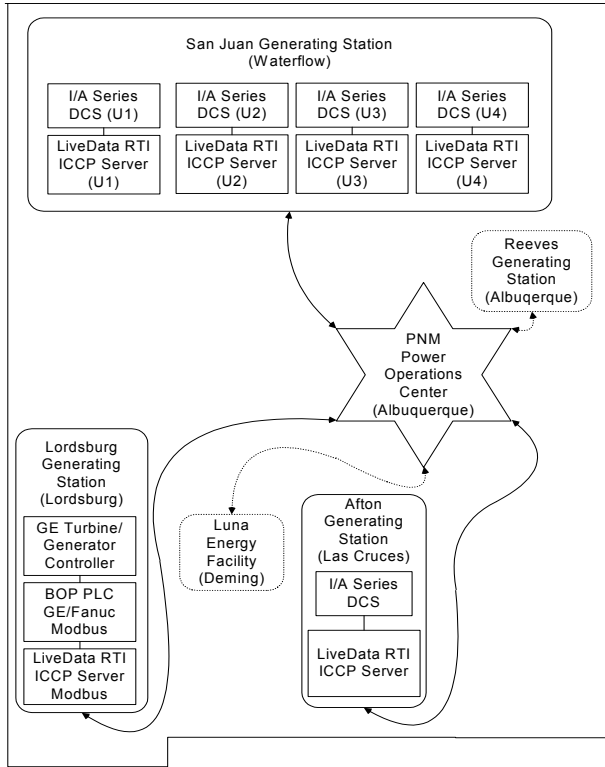 San Juan Generating Station
(Waterflow)
I/A Series
DCS (U1)
LiveData RTI
ICCP Server
(U1)
I/A Series
DCS (U2)
LiveData RTI
ICCP Server
(U2)
I/A Series
DCS (U3)
LiveData RTI
ICCP Server
(U3)
I/A Series
DCS (U4)
LiveData RTI
ICCP Server
(U4)
Reeves
Generating
Station
(Albuqerque)
PNM
Power
Operations
Center
(Albuquerque)
Lordsburg
Generating
Station
(Lordsburg)
GE Turbine/
Generator
Controller
BOP PLC
GE/Fanuc
Modbus
LiveData RTI
ICCP Server
Modbus
Luna
Energy
Facility
(Deming)
Afton
Generating
Station
(Las Cruces)
I/A Series
DCS
LiveData RTI
ICCP Server